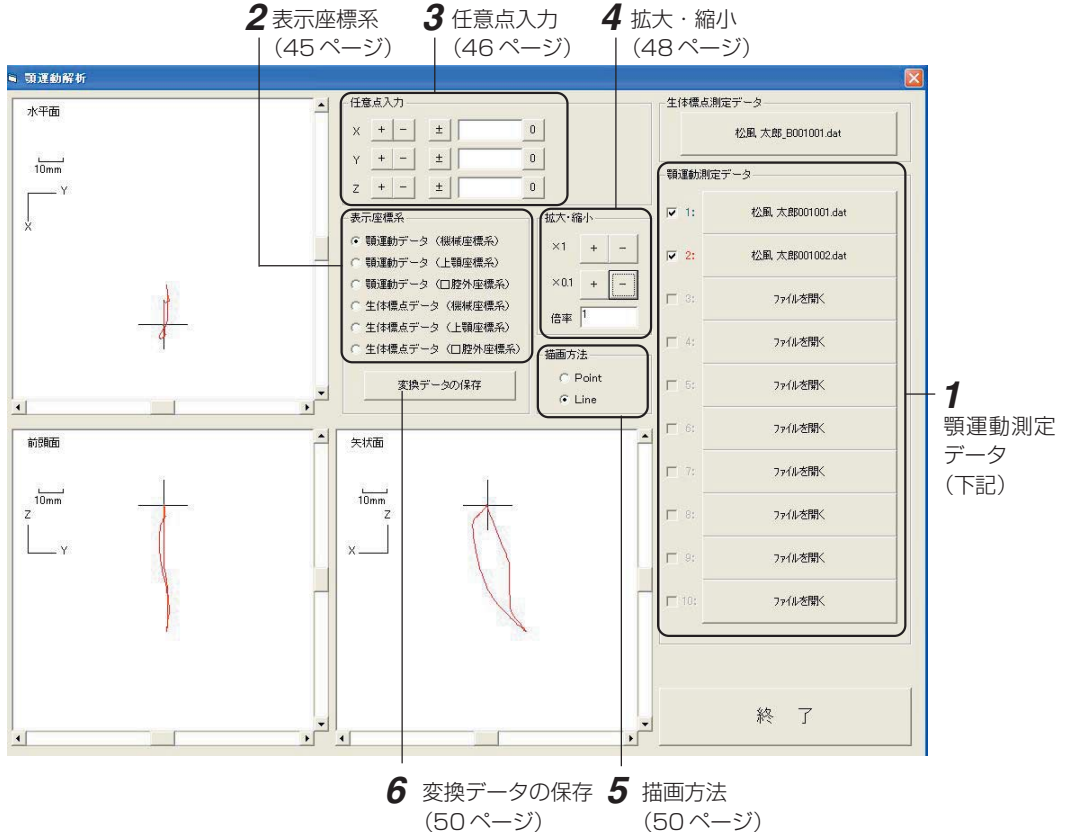 2 表示座標系
(45 ページ)
3 任意点入力
(46 ページ)
4 拡大・縮小
(48 ページ)
顎運動解析
水平面
10mm
Y
X
任意点入力
X + - ± 0
Y + - ± 0
Z + - ± 0
表示座標系
顎運動データ (機械座標系)
顎運動データ (上顎座標系)
顎運動データ (口腔外座標系)
生体標点データ (機械座標系)
生体標点データ (上顎座標系)
生体標点データ (口腔外座標系)
変換データの保存
拡大・縮小
×1 + -
×0.1 + -
倍率 1
描画方法
Point
Line
生体標点測定データ
松風 太郎_B001001.dat
顎運動測定データ
1: 松風 太郎001001.dat
2: 松風 太郎001002.dat
3: ファイルを開く
4: ファイルを開く
5: ファイルを開く
6: ファイルを開く
7: ファイルを開く
8: ファイルを開く
9: ファイルを開く
10: ファイルを開く
1
顎運動測定
データ
(下記)
前頭面
10mm
Z
Y
矢状面
10mm
Z
X
終 了
6 変換データの保存
(50 ページ)
5 描画方法
(50 ページ)